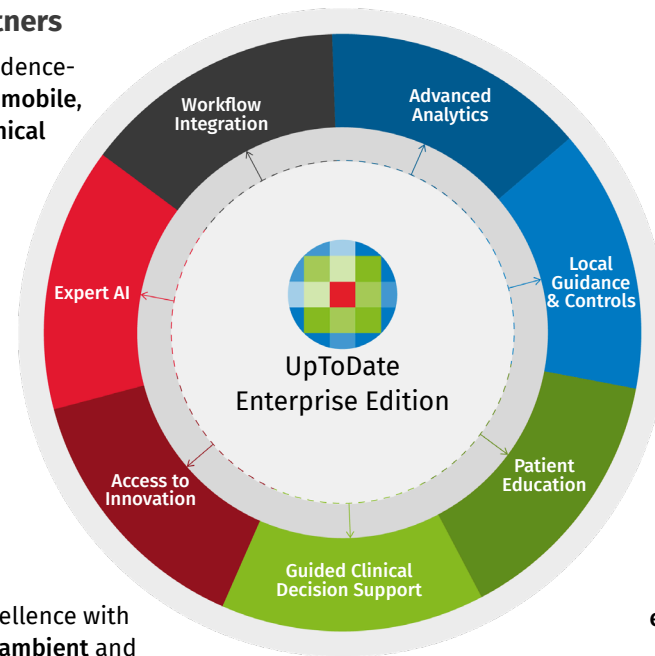 tners
dence-
mobile,
nical
Workflow
Integration
Advanced
Analytics
Expert AI
Local
Guidance
& Controls
UpToDate
Enterprise Edition
Access to
Innovation
Patient
Education
Guided Clinical
Decision Support
ellence with
ambient and
e